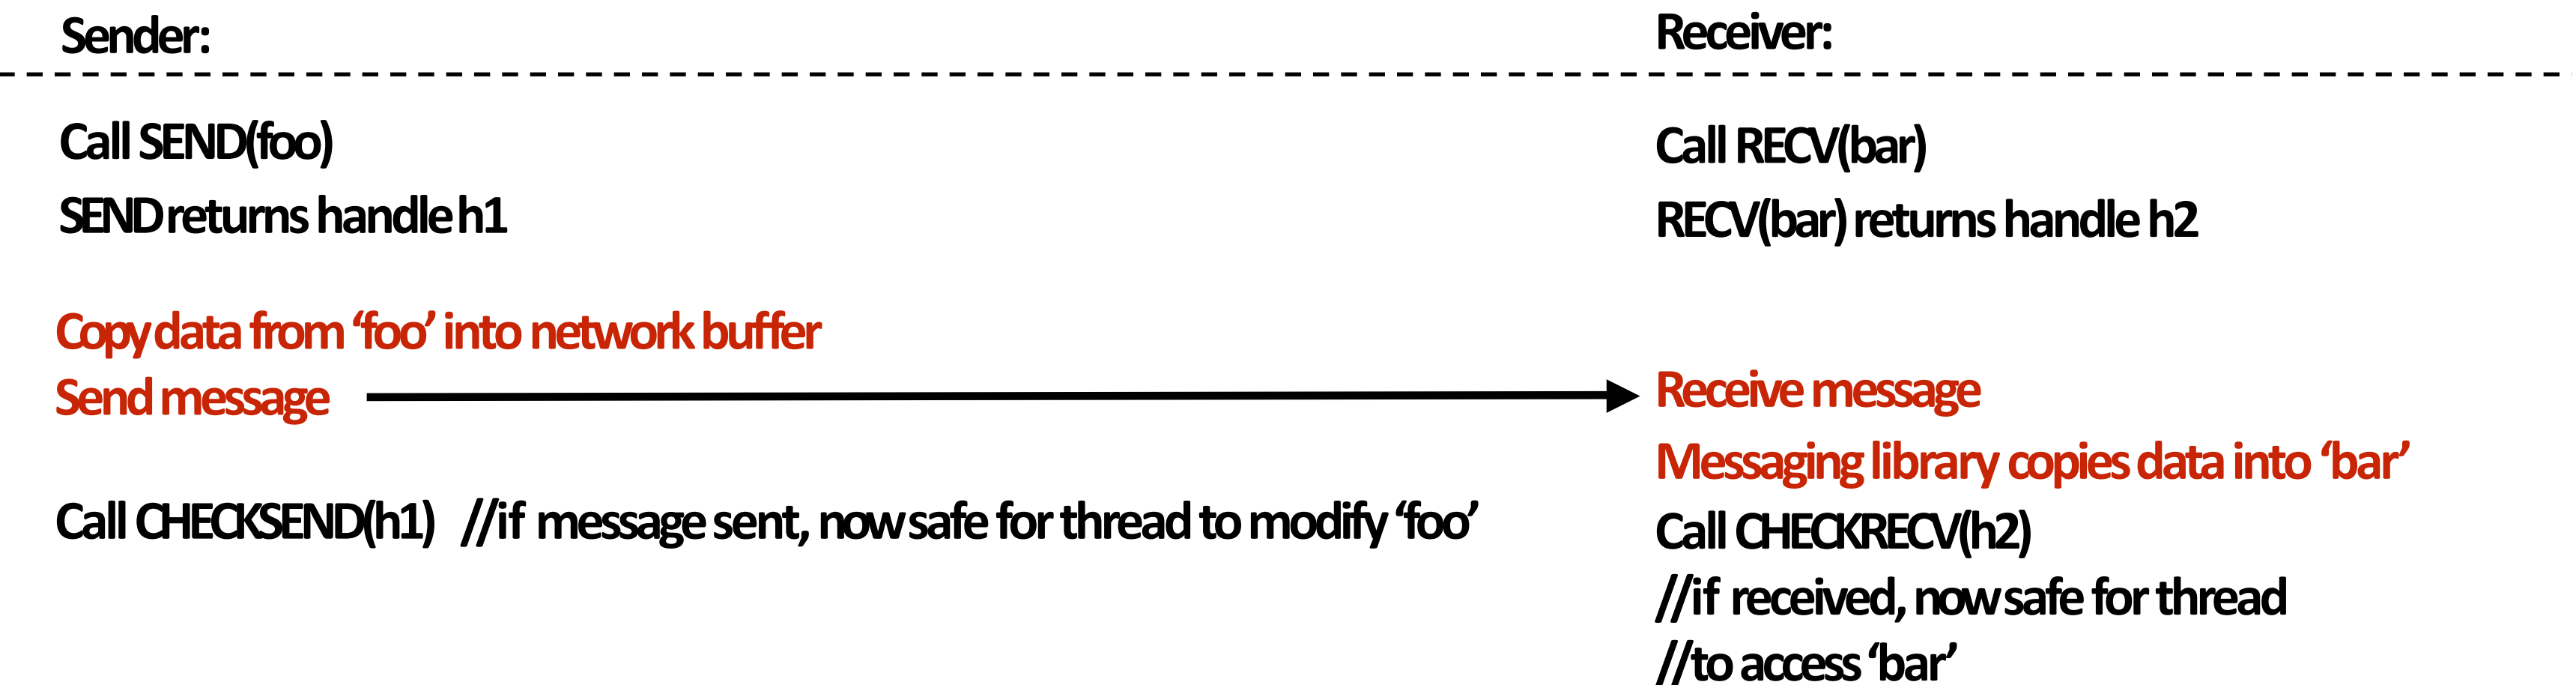 Sender:
Receiver:
Call SEND(foo)
SEND returns handle h1
Copy data from ‘foo’ into network buffer
Send message
Call CHECKSEND(h1) //if message sent, now safe for thread to modify ‘foo’
Call RECV(bar)
RECV(bar) returns handle h2
Receive message
Messaging library copies data into ‘bar’
Call CHECKRECV(h2)
//if received, now safe for thread
//to access ‘bar’